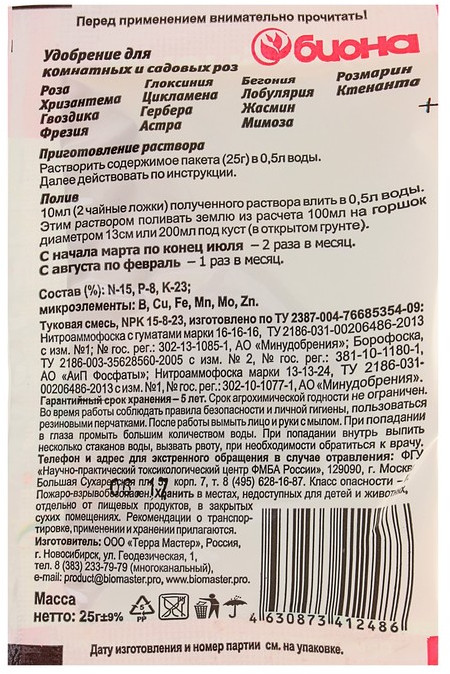 Перед применением внимательно прочитать!
биона
Удобрение для
комнатных и садовых роз
Роза Глоксиния Бегония Розмарин
Хризантема Цикламена Лобулярия Ктенанта
Гвоздика Гербера Жасмин
Фрезия Астра Мимоза
Приготовление раствора
Растворить содержимое пакета (25г) в 0,5л воды.
Далее действовать по инструкции.
Полив
10мл (2 чайные ложки) полученного раствора влить в 0,5л воды.
Этим раствором поливать землю из расчета 100мл на горшок
диаметром 13см или 200мл под куст (в открытом грунте).
С начала марта по конец июля – 2 раза в месяц.
С августа по февраль – 1 раз в месяц.
Состав (%): N-15, P-8, K-23;
микроэлементы: B, Cu, Fe, Mn, Mo, Zn.
Туковая смесь, NPK 15-8-23, изготовлено по ТУ 2387-004-76685354-09:
Нитроаммофоска с гуматами марки 16-16-16, ТУ 2186-031-00206486-2013
с изм. №1; № гос. рег.: 302-13-1085-1, АО «Минудобрения»; Борофоска,
ТУ 2186-003-35628560-2005 с изм. № 2, № гос. рег.: 381-10-1180-1,
АО «АиП Фосфаты»; Нитроаммофоска марки 13-13-24, ТУ 2186-031-
00206486-2013 с изм. №1, № гос. рег.: 302-10-1077-1, АО «Минудобрения».
Гарантийный срок хранения – 5 лет. Срок агрохимической годности не ограничен.
Во время работы соблюдать правила безопасности и личной гигиены, пользоваться
резиновыми перчатками. После работы вымыть лицо и руки с мылом. При попадании
в глаза промыть большим количеством воды. При попадании внутрь выпить
несколько стаканов воды, вызвать рвоту, при необходимости обратиться к врачу.
Телефон и адрес для экстренного обращения в случае отравления: ФГУ
«Научно-практический токсикологический центр ФМБА России», 129090, г. Москва
Большая Сухаре корп. 7, т. 8 (495) 628-16-87. Класс опасности –
Пожаро-взрывобезопасен. Хранить в местах, недоступных для детей и животных,
08.17
отдельно от пищевых продуктов, в закрытых
сухих помещениях. Рекомендации о транспор-
тировке, применении и хранении прилагаются.
Изготовитель: ООО «Терра Мастер», Россия,
г. Новосибирск, ул. Геодезическая, 1,
тел. 8 (383) 233-79-79 (многоканальный),
e-mail: product@biomaster.pro, www.biomaster.pro.
Масса
нетто: 25г±9%
5
PP
4 630873 412486
Дату изготовления и номер партии см. на упаковке.